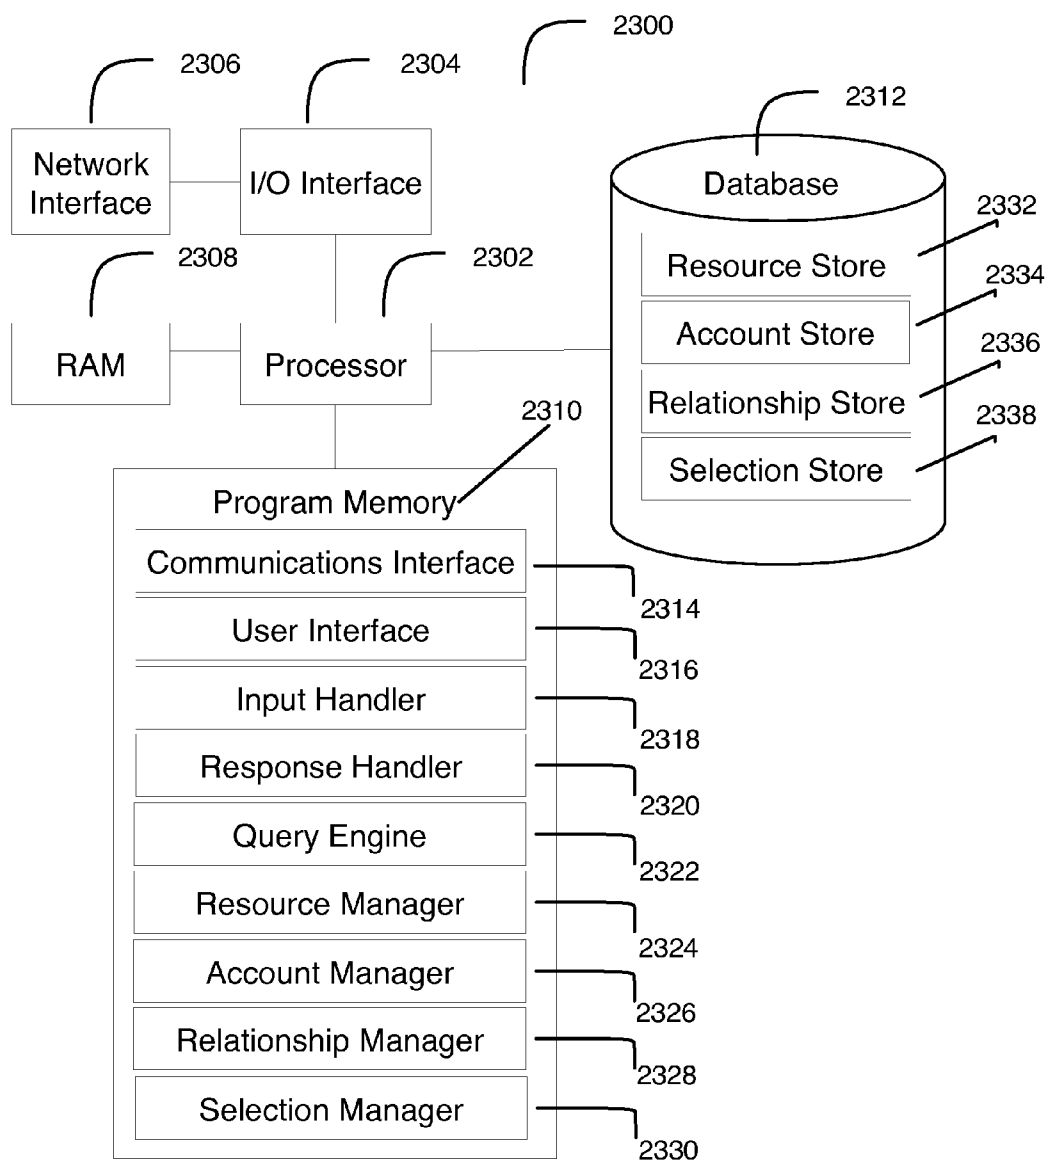 2300
2306
2304
2312
Network
Interface
I/O Interface
Database
2332
Resource Store
2308
2302
2334
Account Store
2336
RAM
Processor
Relationship Store
2310
2338
Selection Store
Program Memory
Communications Interface
2314
User Interface
2316
Input Handler
2318
Response Handler
2320
Query Engine
2322
Resource Manager
2324
Account Manager
2326
Relationship Manager
2328
Selection Manager
2330